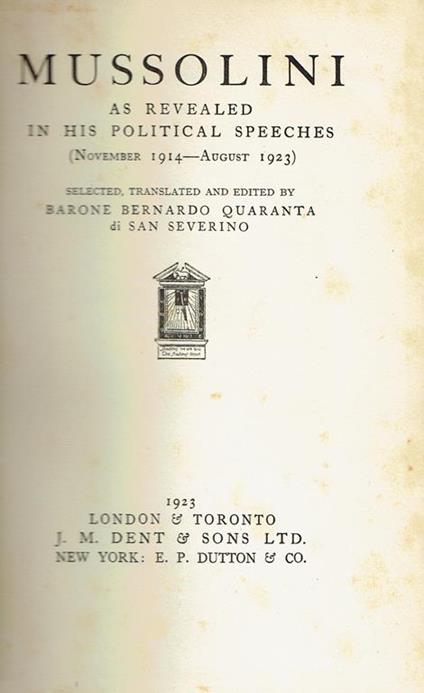 MUSSOLINI
AS REVEALED
IN HIS POLITICAL SPEECHES
(NOVEMBER 1914—AUGUST 1923)
SELECTED, TRANSLATED AND EDITED BY
BARONE BERNARDO QUARANTA
di SAN SEVERINO
1923
LONDON & TORONTO
J. M. DENT & SONS LTD.
NEW YORK: E. P. DUTTON & CO.